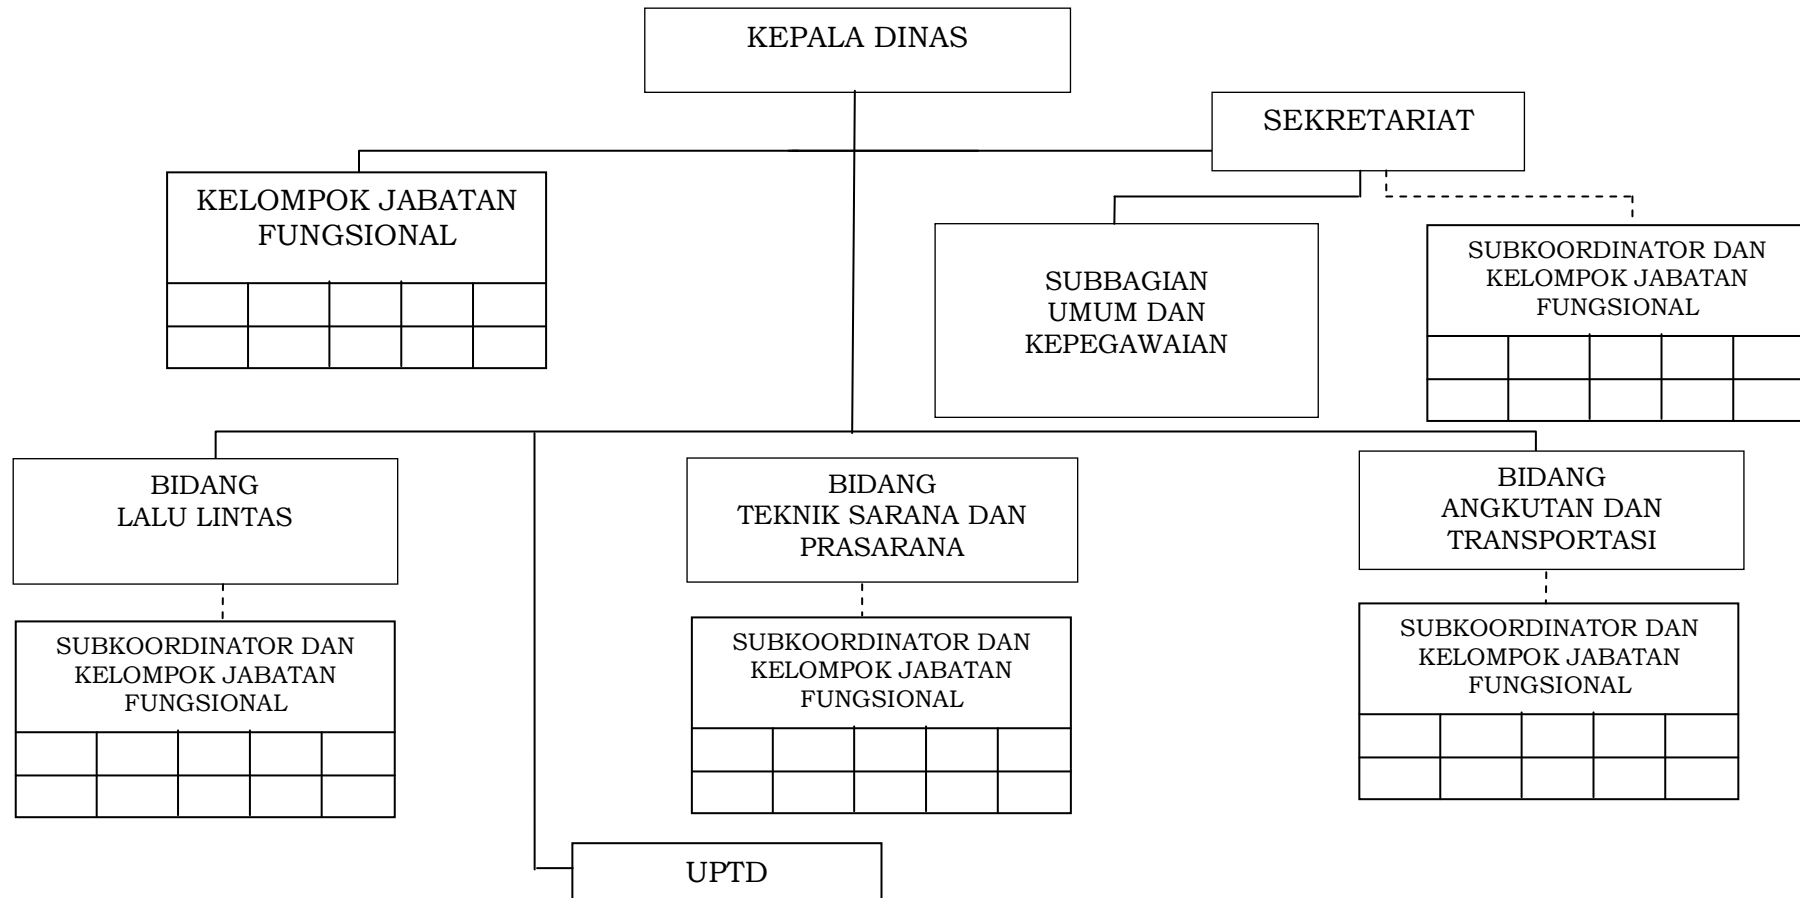 KEPALA DINAS
SEKRETARIAT
KELOMPOK JABATAN
FUNGSIONAL
SUBBAGIAN
UMUM DAN
KEPEGAWAIAN
SUBKOORDINATOR DAN
KELOMPOK JABATAN
FUNGSIONAL
BIDANG
LALU LINTAS
BIDANG
TEKNIK SARANA DAN
PRASARANA
BIDANG
ANGKUTAN DAN
TRANSPORTASI
SUBKOORDINATOR DAN
KELOMPOK JABATAN
FUNGSIONAL
SUBKOORDINATOR DAN
KELOMPOK JABATAN
FUNGSIONAL
SUBKOORDINATOR DAN
KELOMPOK JABATAN
FUNGSIONAL
UPTD